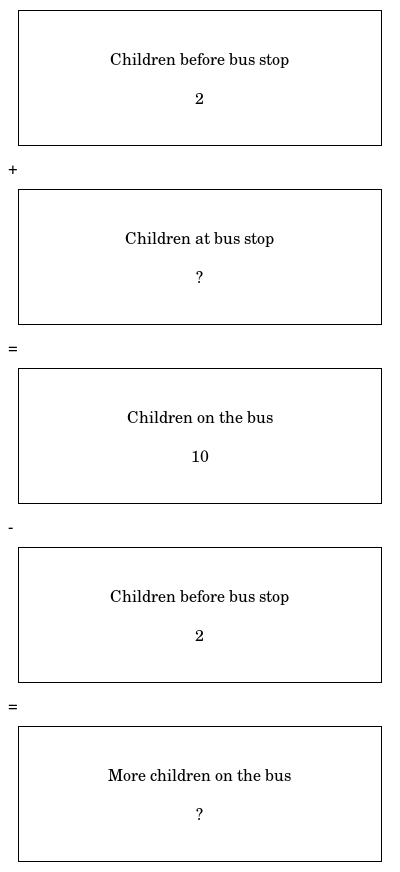 Children before bus stop
2
+
Children at bus stop
?
=
Children on the bus
10
-
Children before bus stop
2
=
More children on the bus
?